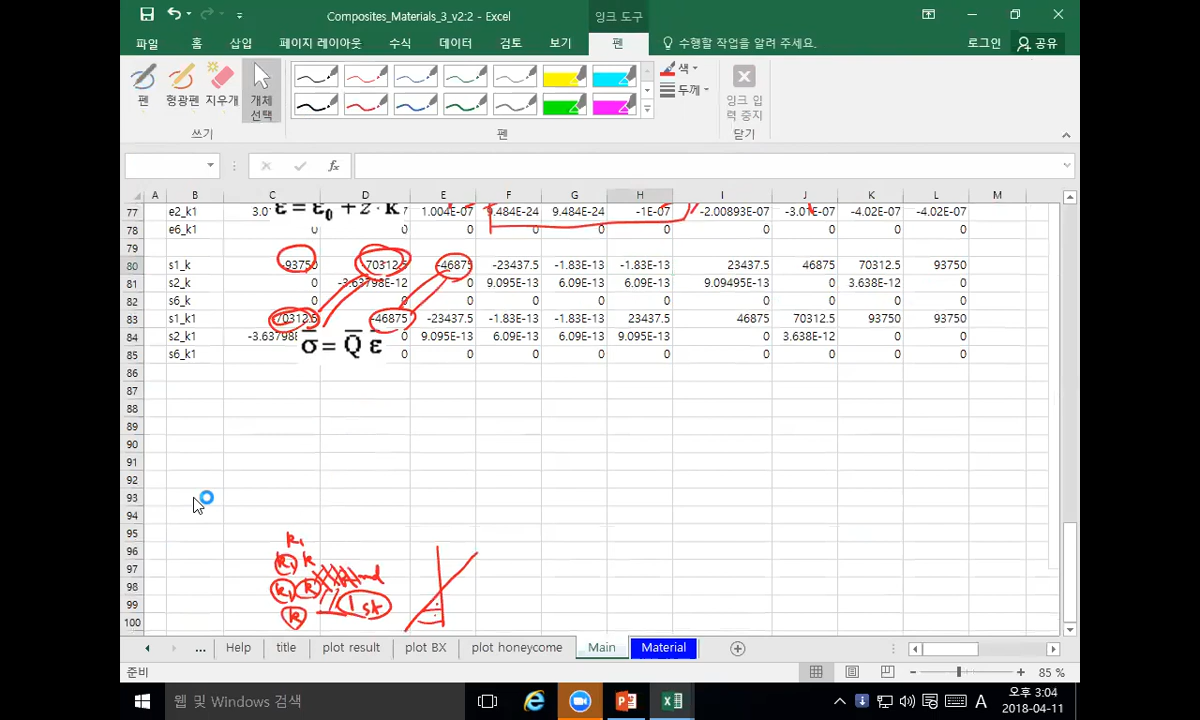 Composites_Materials_3_v2:2 - Excel
잉크 도구
파일 홈 삽입 페이지 레이아웃 수식 데이터 검토 보기 펜 수행할 작업을 알려 주세요. 로그인 공유
펜 형광펜 지우개 개체 선택
색
두께
잉크 입력 중지
쓰기 펜 닫기
fx
A B C D E F G H I J K L M
77 e2_k1 3.0 7 1.004E-07 9.484E-24 9.484E-24 -1E-07 -2.00893E-07 -3.01E-07 -4.02E-07 -4.02E-07
ε = ε₀ + z · κ
78 e6_k1 0 0 0 0 0 0 0 0 0 0
79
80 s1_k -93750 -70312.5 -46875 -23437.5 -1.83E-13 -1.83E-13 23437.5 46875 70312.5 93750
81 s2_k 0 -3.63798E-12 0 9.095E-13 6.09E-13 6.09E-13 9.09495E-13 0 3.638E-12 0
82 s6_k 0 0 0 0 0 0 0 0 0 0
83 s1_k1 -70312.5 -46875 -23437.5 -1.83E-13 -1.83E-13 23437.5 46875 70312.5 93750 93750
84 s2_k1 -3.63798E 0 9.095E-13 6.09E-13 6.09E-13 9.095E-13 0 3.638E-12 0 0
85 s6_k1 0 0 0 0 0 0 0 0 0
σ̅ = Q̅ ε̅
86
87
88
89
90
91
92
93
94
95
96
97
98
99
100
k1
k1 k
k1 k
k 1st
... Help title plot result plot BX plot honeycome Main Material
준비
85 %
웹 및 Windows 검색
A 오후 3:04
2018-04-11